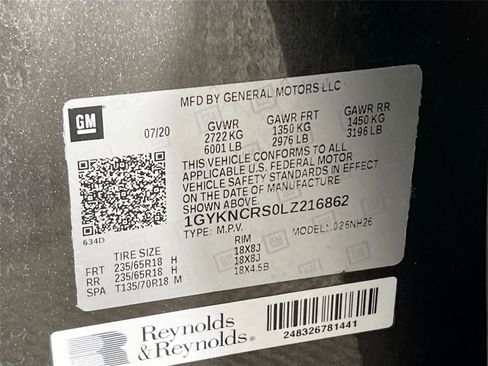 MFD BY GENERAL MOTORS LLC
GM
07/20 GVWR GAWR FRT GAWR RR
2722 KG 1350 KG 1450 KG
6001 LB 2976 LB 3196 LB
THIS VEHICLE CONFORMS TO ALL
APPLICABLE U.S. FEDERAL MOTOR
VEHICLE SAFETY STANDARDS IN EFFECT
ON THE DATE OF MANUFACTURE
SHOWN ABOVE.
1GYKNCRS0LZ216862
TYPE: M.P.V. MODEL: 026NH26
634D
TIRE SIZE RIM
FRT 235/65R18 H 18X8J
RR 235/65R18 H 18X8J
SPA T135/70R18 M 18X4.5B
Reynolds
&Reynolds®
248326781441